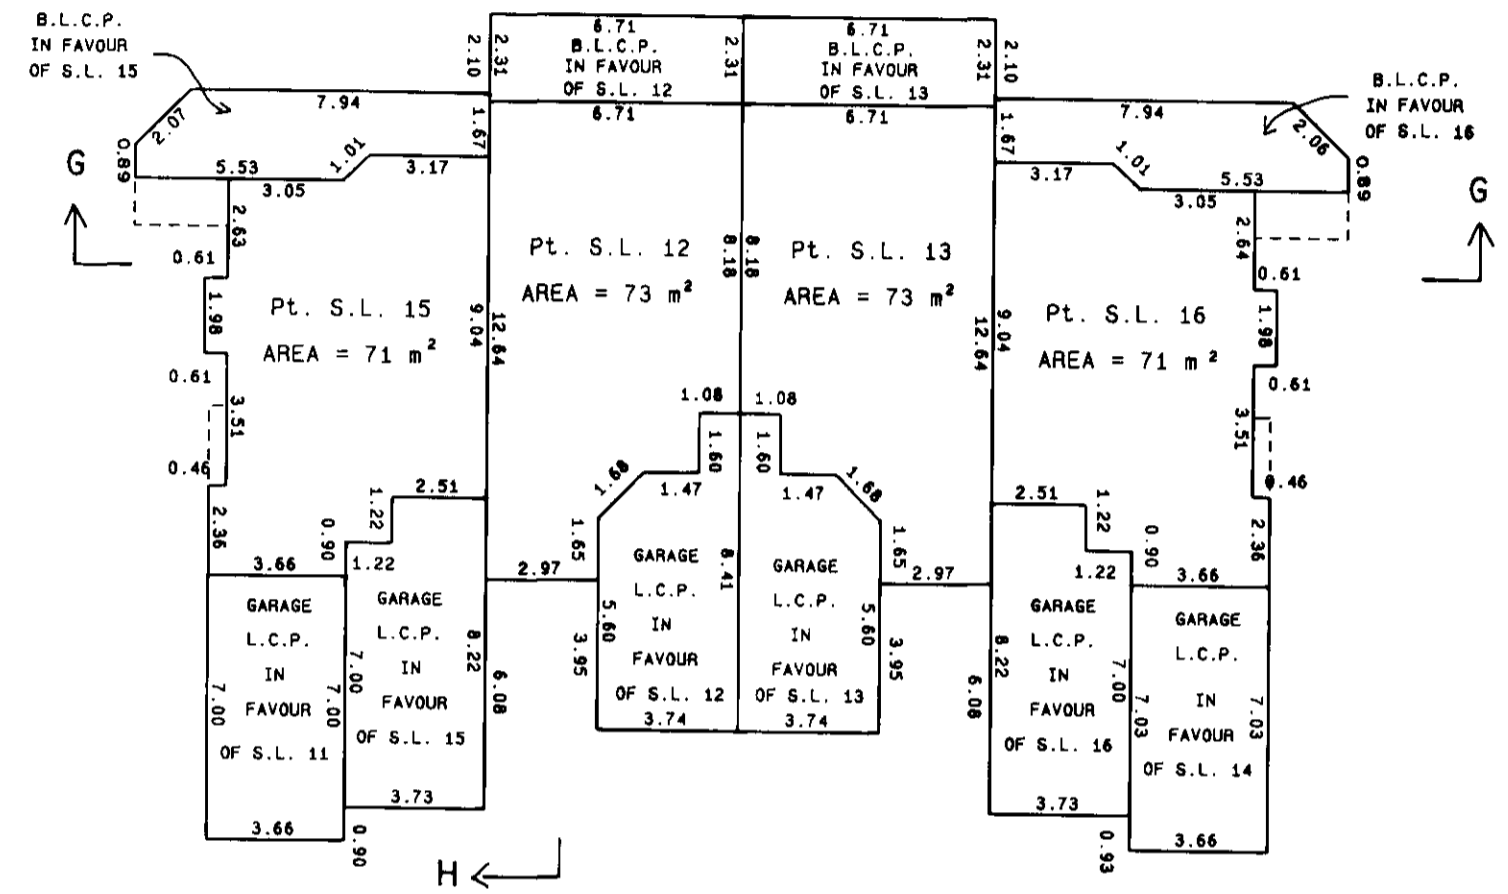 B.L.C.P.
IN FAVOUR
OF S.L. 15
2.10
2.31
6.71
B.L.C.P.
IN FAVOUR
OF S.L. 12
6.71
2.31
6.71
B.L.C.P.
IN FAVOUR
OF S.L. 13
6.71
2.31
2.10
B.L.C.P.
IN FAVOUR
OF S.L. 16
7.94
2.07
0.89
1.67
1.01
5.53
3.05
3.17
7.94
2.06
0.89
1.67
1.01
5.53
3.17
3.05
G
G
2.63
0.61
1.98
0.61
3.51
0.46
2.36
Pt. S.L. 15
AREA = 71 m²
9.04
12.64
Pt. S.L. 12
AREA = 73 m²
8.18
8.18
Pt. S.L. 13
AREA = 73 m²
12.64
9.04
Pt. S.L. 16
AREA = 71 m²
2.64
0.61
1.98
0.61
3.51
0.46
2.36
1.08
1.08
1.60
1.60
1.68
1.47
1.47
1.68
2.51
1.22
0.90
1.22
3.66
1.65
2.97
1.65
2.97
2.51
1.22
0.90
1.22
3.66
GARAGE
L.C.P.
IN
FAVOUR
OF S.L. 11
7.00
7.00
3.66
0.90
GARAGE
L.C.P.
IN
FAVOUR
OF S.L. 15
7.00
8.22
6.08
3.73
GARAGE
L.C.P.
IN
FAVOUR
OF S.L. 12
5.60
3.95
8.41
3.74
GARAGE
L.C.P.
IN
FAVOUR
OF S.L. 13
5.60
3.95
3.74
GARAGE
L.C.P.
IN
FAVOUR
OF S.L. 16
6.08
8.22
7.00
3.73
GARAGE
L.C.P.
IN
FAVOUR
OF S.L. 14
7.03
7.03
3.66
0.93
H